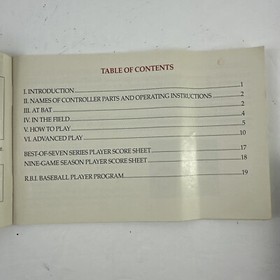 TABLE OF CONTENTS
I. INTRODUCTION 1
II. NAMES OF CONTROLLER PARTS AND OPERATING INSTRUCTIONS 2
III. AT BAT 2
IV. IN THE FIELD 4
V. HOW TO PLAY 5
VI. ADVANCED PLAY 10
BEST-OF-SEVEN SERIES PLAYER SCORE SHEET 17
NINE-GAME SEASON PLAYER SCORE SHEET 18
R.B.I. BASEBALL PLAYER PROGRAM 19